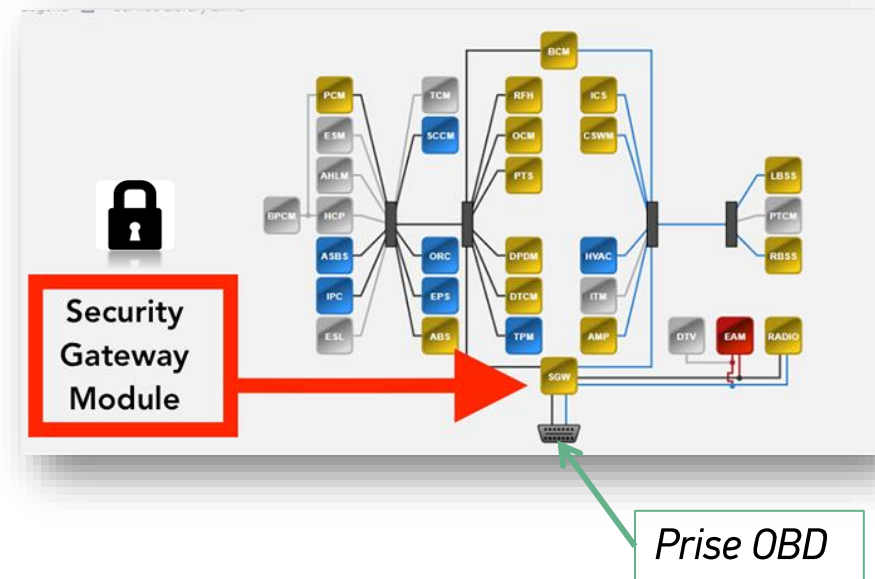 BCM
PCM TCM RFH ICS
ESM SCCM OCM CSWM
AHLM PTS LBSS
BPCM HCP PTCM
ASBS ORC DPDM HVAC RBSS
IPC EPS DTCM ITM
ESL ABS TPM AMP DTV EAM RADIO
SGW
Security
Gateway
Module
Prise OBD